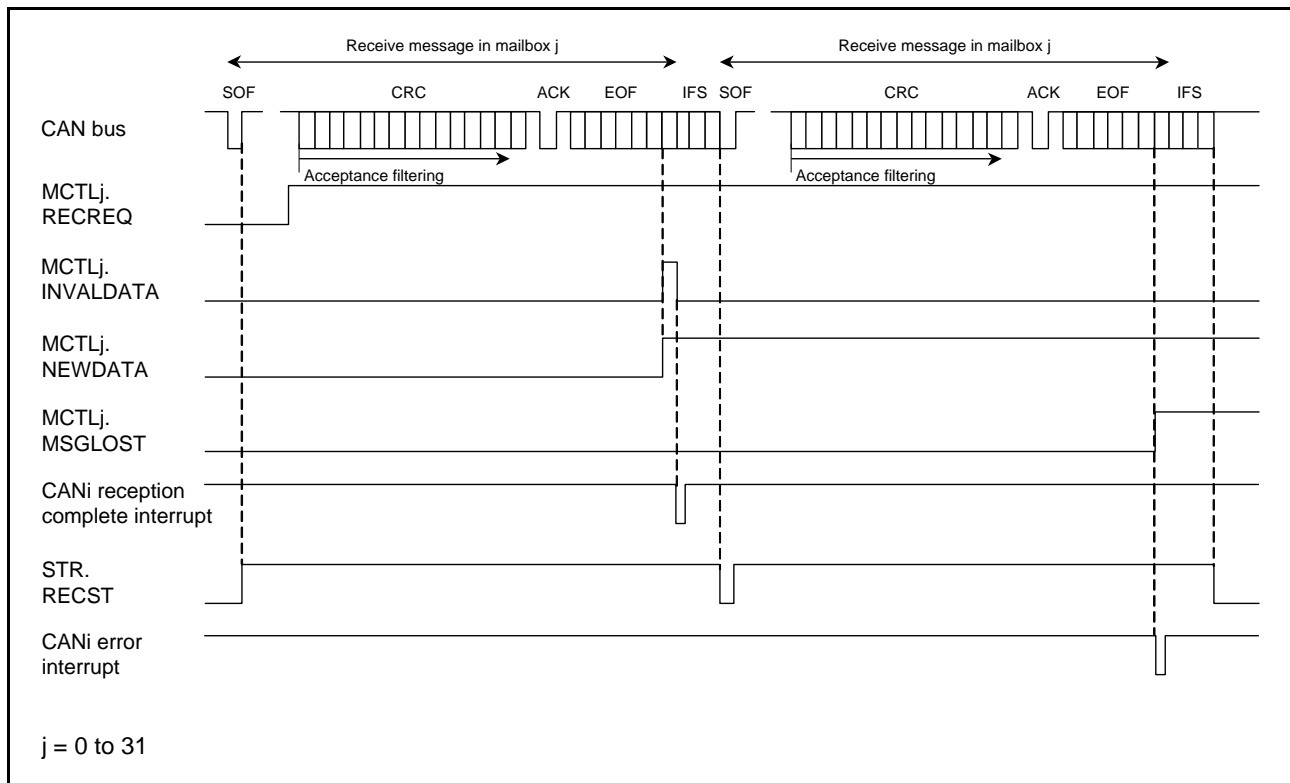 Receive message in mailbox j
Receive message in mailbox j
SOF CRC ACK EOF IFS SOF CRC ACK EOF IFS
CAN bus
Acceptance filtering
Acceptance filtering
MCTLj.
RECREQ
MCTLj.
INVALDATA
MCTLj.
NEWDATA
MCTLj.
MSGLOST
CANi reception
complete interrupt
STR.
RECST
CANi error
interrupt
j = 0 to 31